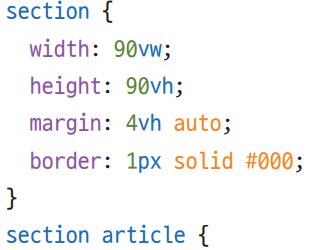 section {
  width: 90vw;
  height: 90vh;
  margin: 4vh auto;
  border: 1px solid #000;
}
section article {